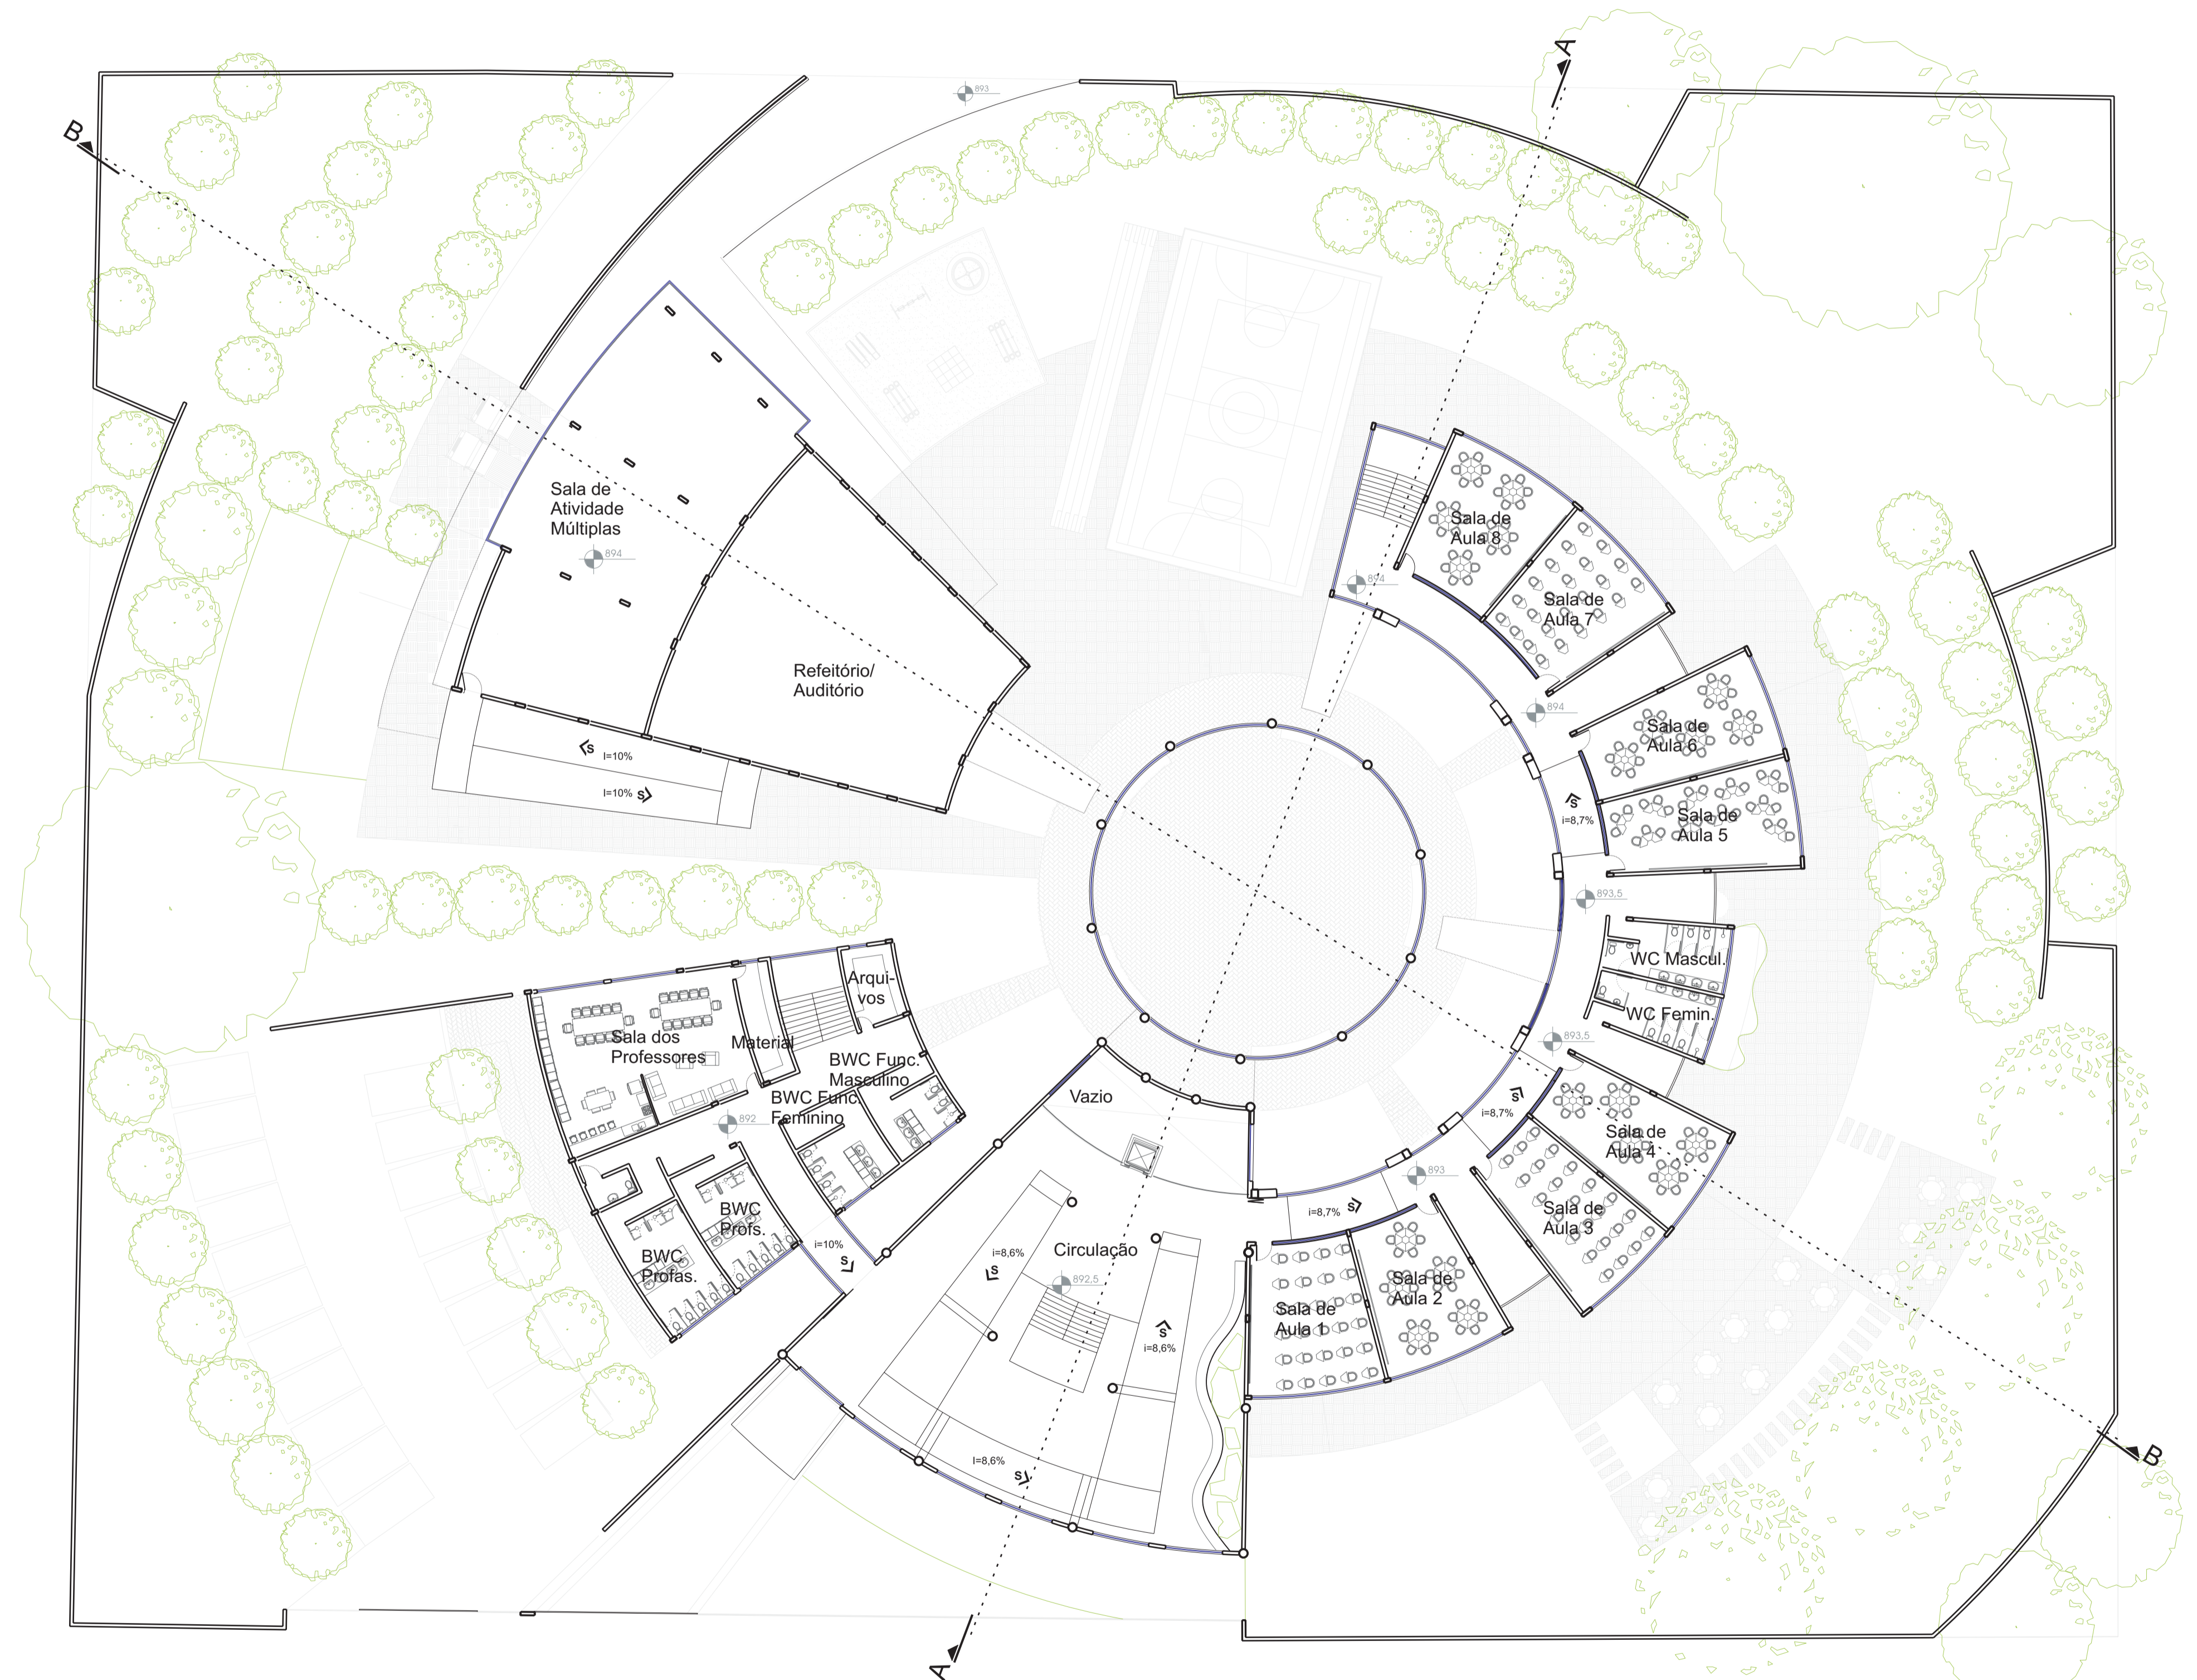 A
B
893
Sala de
Atividade
Múltiplas
894
Sala de
Aula 8
894
Sala de
Aula 7
Refeitório/
Auditório
894
Sala de
Aula 6
S
I=10%
I=10% S
S
i=8,7%
Sala de
Aula 5
893,5
WC Mascul.
WC Femin.
Arqui-
vos
Sala dos
Professores
Material
893,5
BWC Func.
Masculino
BWC Func.
Feminino
892
Vazio
S
i=8,7%
Sala de
Aula 4
893
BWC
Profs.
BWC
Profas.
i=10%
S
i=8,6%
S
Circulação
892,5
i=8,7% S
Sala de
Aula 3
Sala de
Aula 2
Sala de
Aula 1
S
i=8,6%
I=8,6%
S
B
A